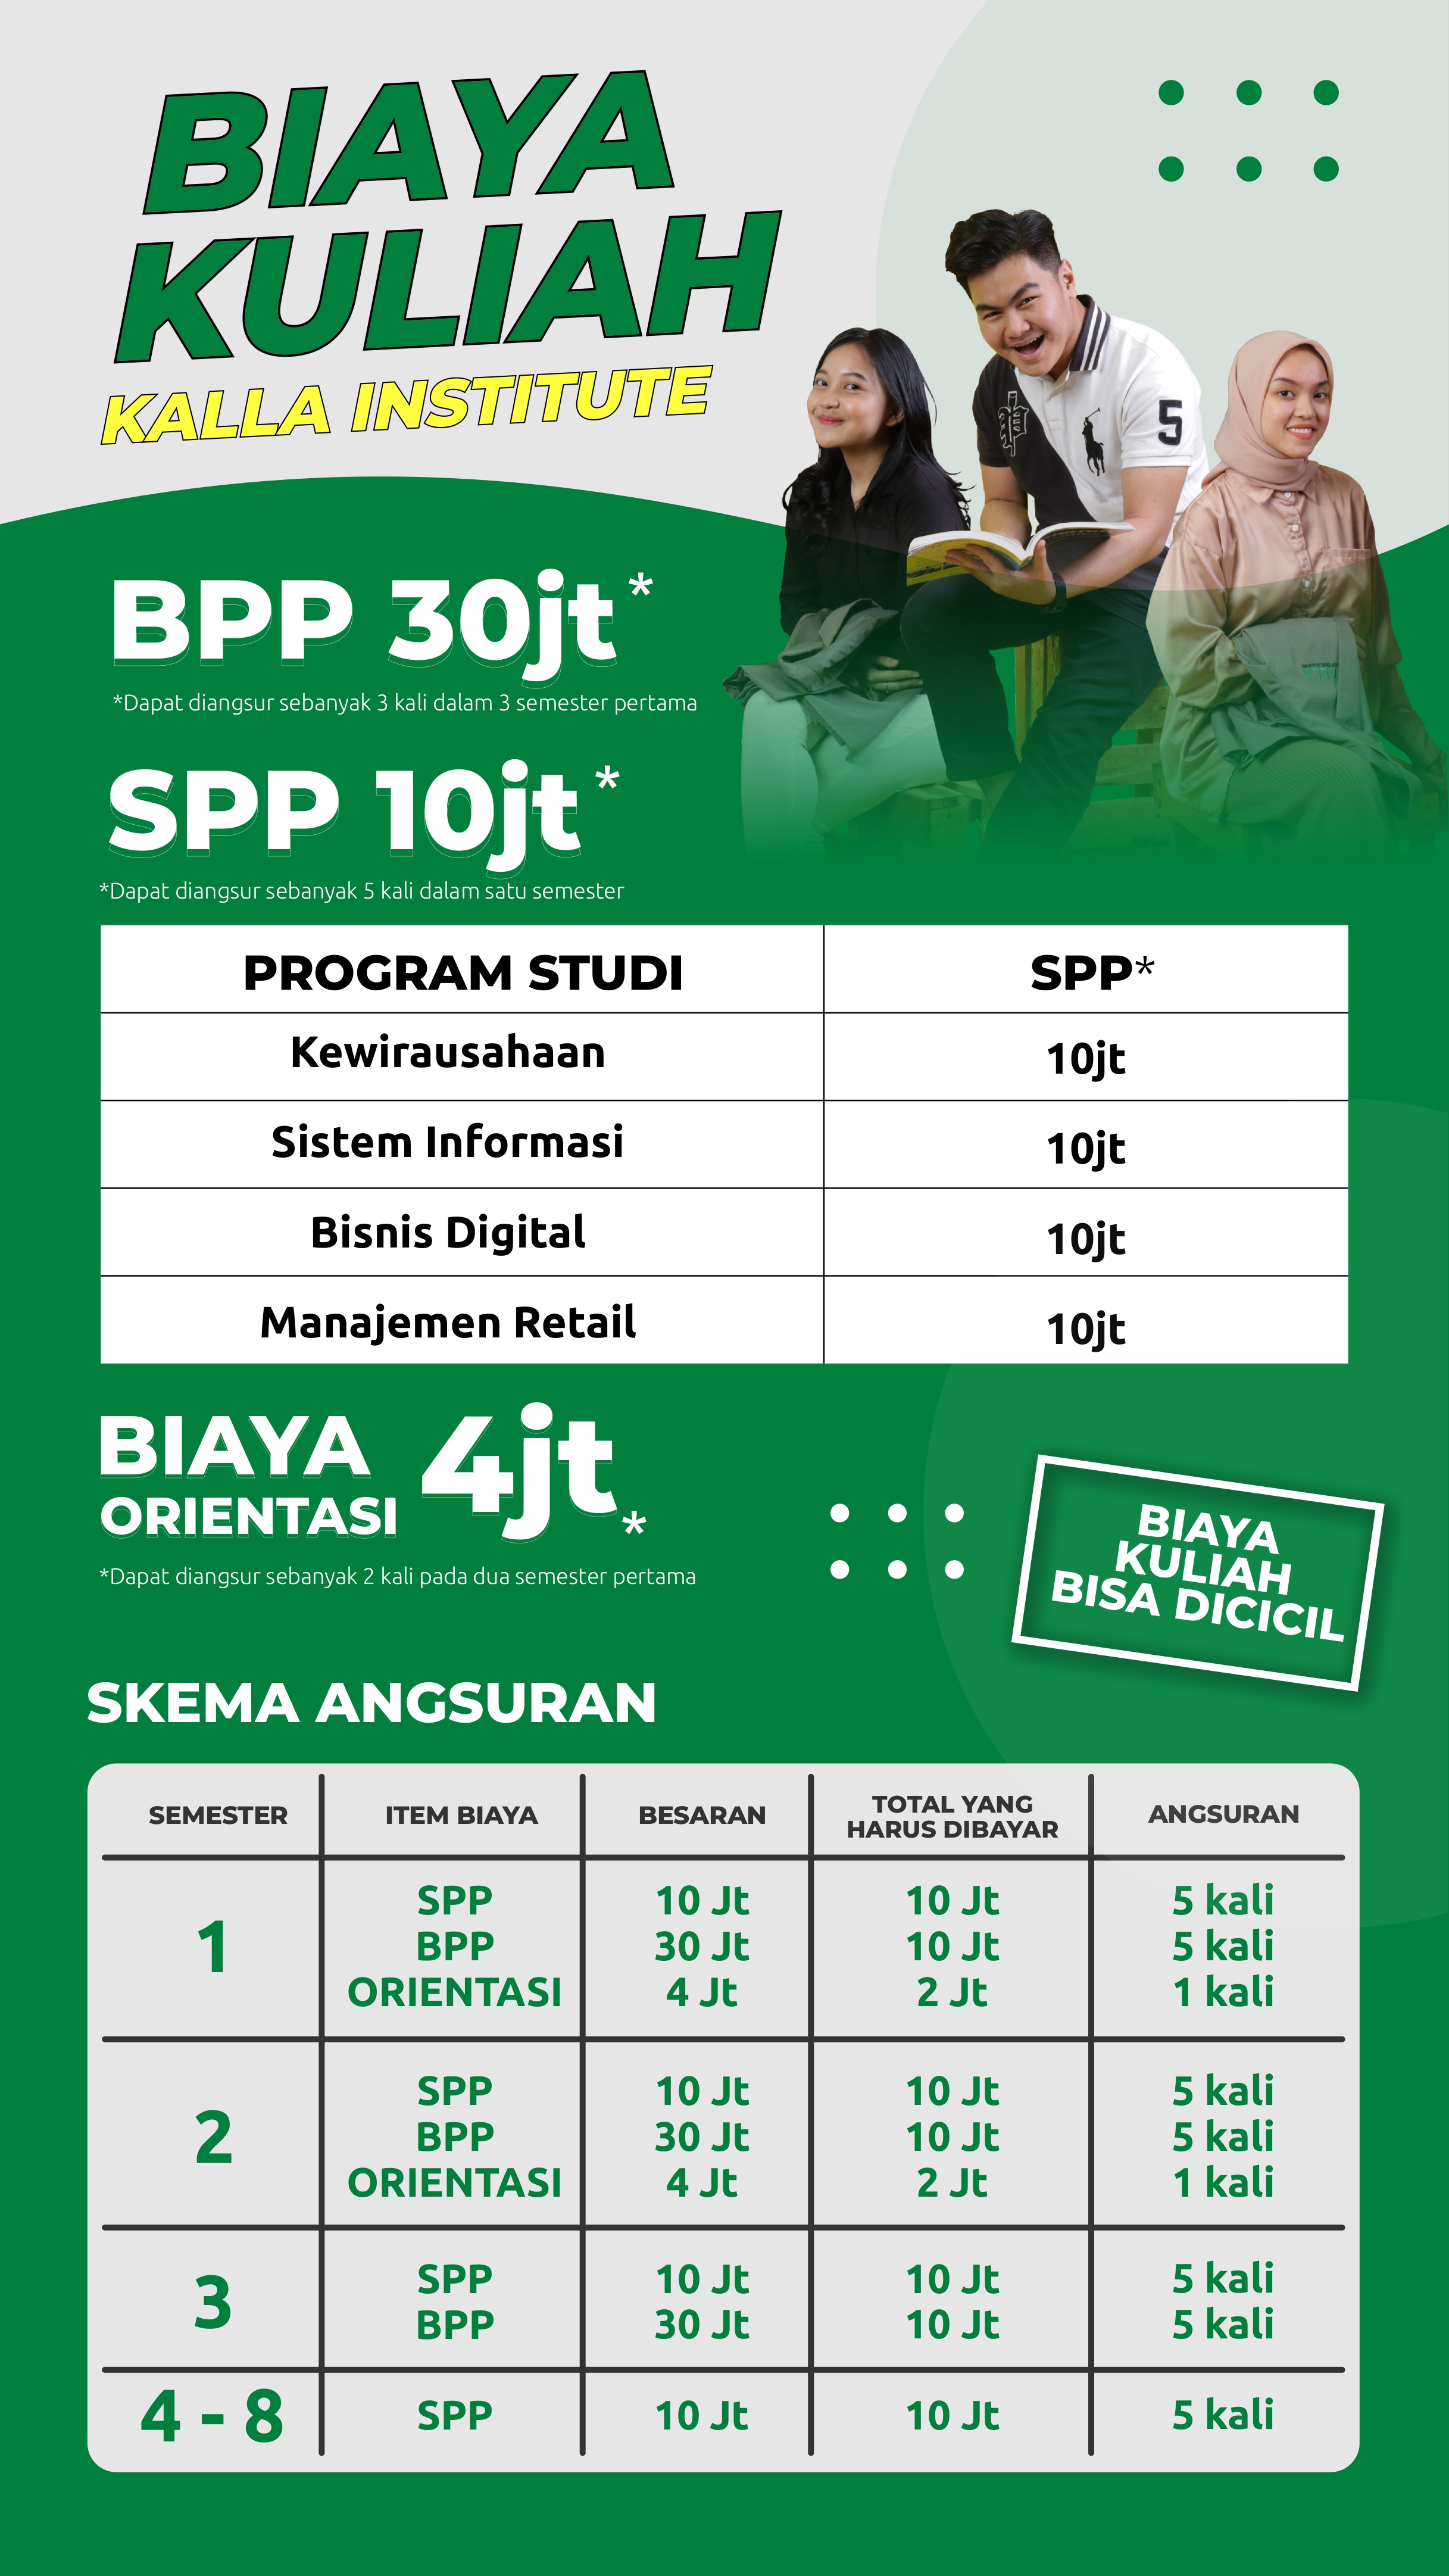 BIAYA
KULIAH
KALLA INSTITUTE
5
BPP 30jt*
*Dapat diangsur sebanyak 3 kali dalam 3 semester pertama
SPP 10jt*
*Dapat diangsur sebanyak 5 kali dalam satu semester
PROGRAM STUDI SPP*
Kewirausahaan 10jt
Sistem Informasi 10jt
Bisnis Digital 10jt
Manajemen Retail 10jt
BIAYA
ORIENTASI 4jt*
*Dapat diangsur sebanyak 2 kali pada dua semester pertama
BIAYA
KULIAH
BISA DICICIL
SKEMA ANGSURAN
SEMESTER ITEM BIAYA BESARAN TOTAL YANG HARUS DIBAYAR ANGSURAN
1 SPP 10 Jt 10 Jt 5 kali
BPP 30 Jt 10 Jt 5 kali
ORIENTASI 4 Jt 2 Jt 1 kali
2 SPP 10 Jt 10 Jt 5 kali
BPP 30 Jt 10 Jt 5 kali
ORIENTASI 4 Jt 2 Jt 1 kali
3 SPP 10 Jt 10 Jt 5 kali
BPP 30 Jt 10 Jt 5 kali
4 - 8 SPP 10 Jt 10 Jt 5 kali